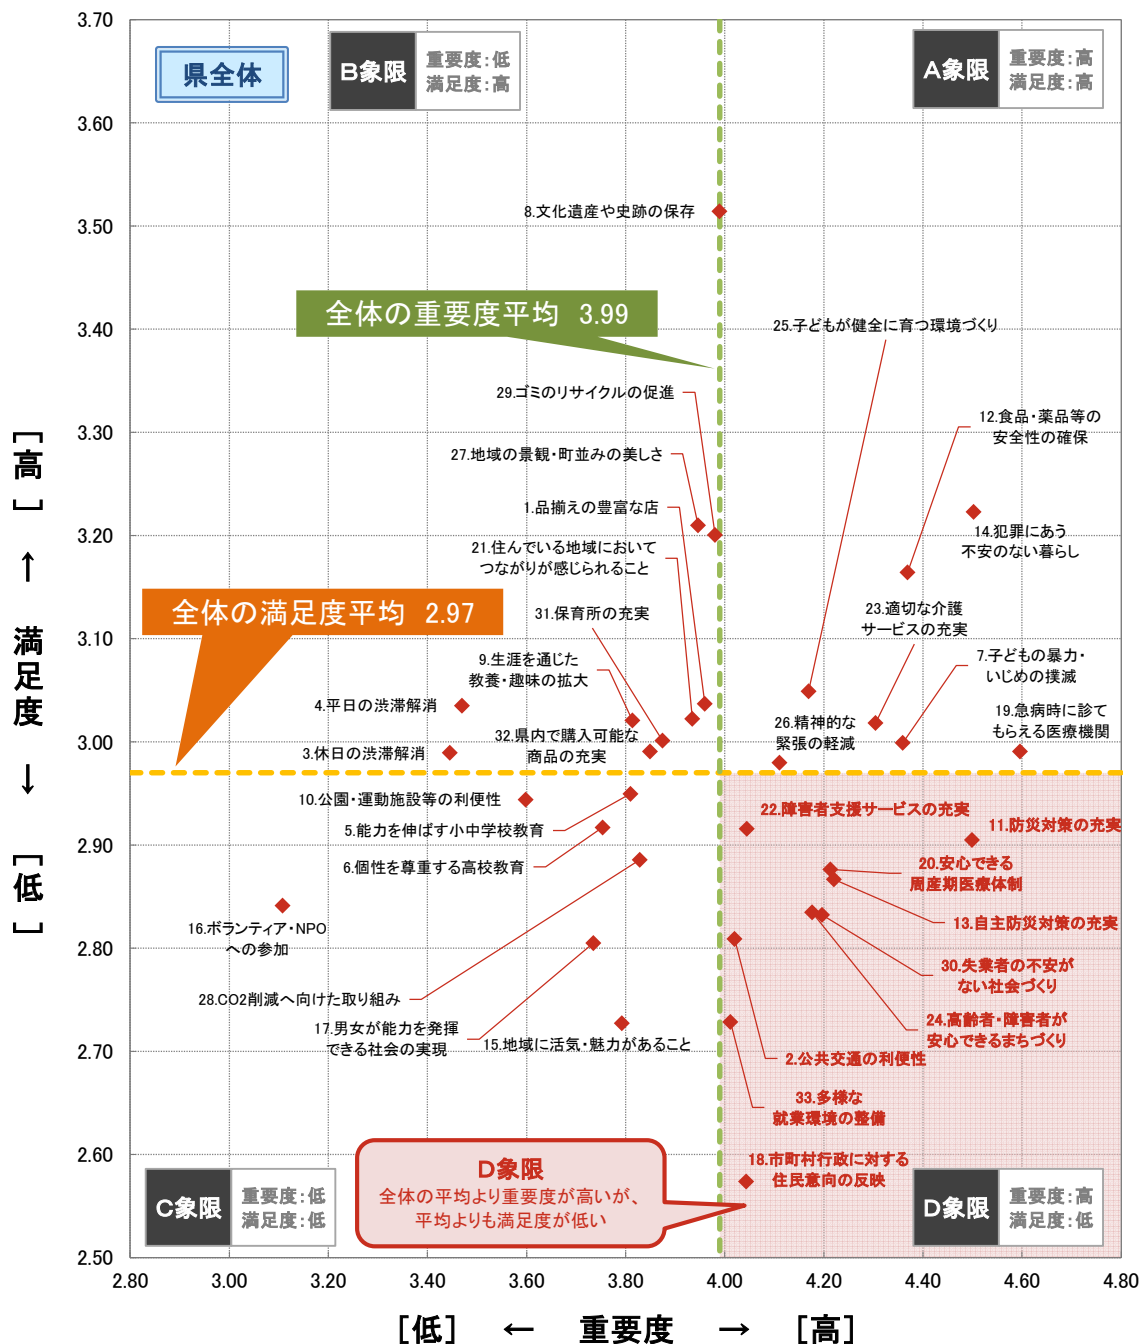 県全体
B象限
重要度:低
満足度:高
A象限
重要度:高
満足度:高
3.70
3.60
3.50
3.40
3.30
3.20
3.10
3.00
2.90
2.80
2.70
2.60
2.50
8.文化遺産や史跡の保存
全体の重要度平均 3.99
25.子どもが健全に育つ環境づくり
29.ゴミのリサイクルの促進
12.食品・薬品等の
安全性の確保
27.地域の景観・町並みの美しさ
1.品揃えの豊富な店
14.犯罪にあう
不安のない暮らし
21.住んでいる地域において
つながりが感じられること
全体の満足度平均 2.97
31.保育所の充実
23.適切な介護
サービスの充実
9.生涯を通じた
教養・趣味の拡大
7.子どもの暴力・
いじめの撲滅
4.平日の渋滞解消
32.県内で購入可能な
商品の充実
26.精神的な
緊張の軽減
19.急病時に診て
もらえる医療機関
3.休日の渋滞解消
10.公園・運動施設等の利便性
22.障害者支援サービスの充実
11.防災対策の充実
5.能力を伸ばす小中学校教育
6.個性を尊重する高校教育
20.安心できる
周産期医療体制
16.ボランティア・NPO
への参加
13.自主防災対策の充実
30.失業者の不安が
ない社会づくり
28.CO2削減へ向けた取り組み
24.高齢者・障害者が
安心できるまちづくり
17.男女が能力を発揮
できる社会の実現
15.地域に活気・魅力があること
2.公共交通の利便性
33.多様な
就業環境の整備
18.市町村行政に対する
住民意向の反映
D象限
全体の平均より重要度が高いが、
平均よりも満足度が低い
C象限
重要度:低
満足度:低
D象限
重要度:高
満足度:低
2.80
3.00
3.20
3.40
3.60
3.80
4.00
4.20
4.40
4.60
4.80
[高] ↑ 満足度 ↓ [低]
[低] ← 重要度 → [高]